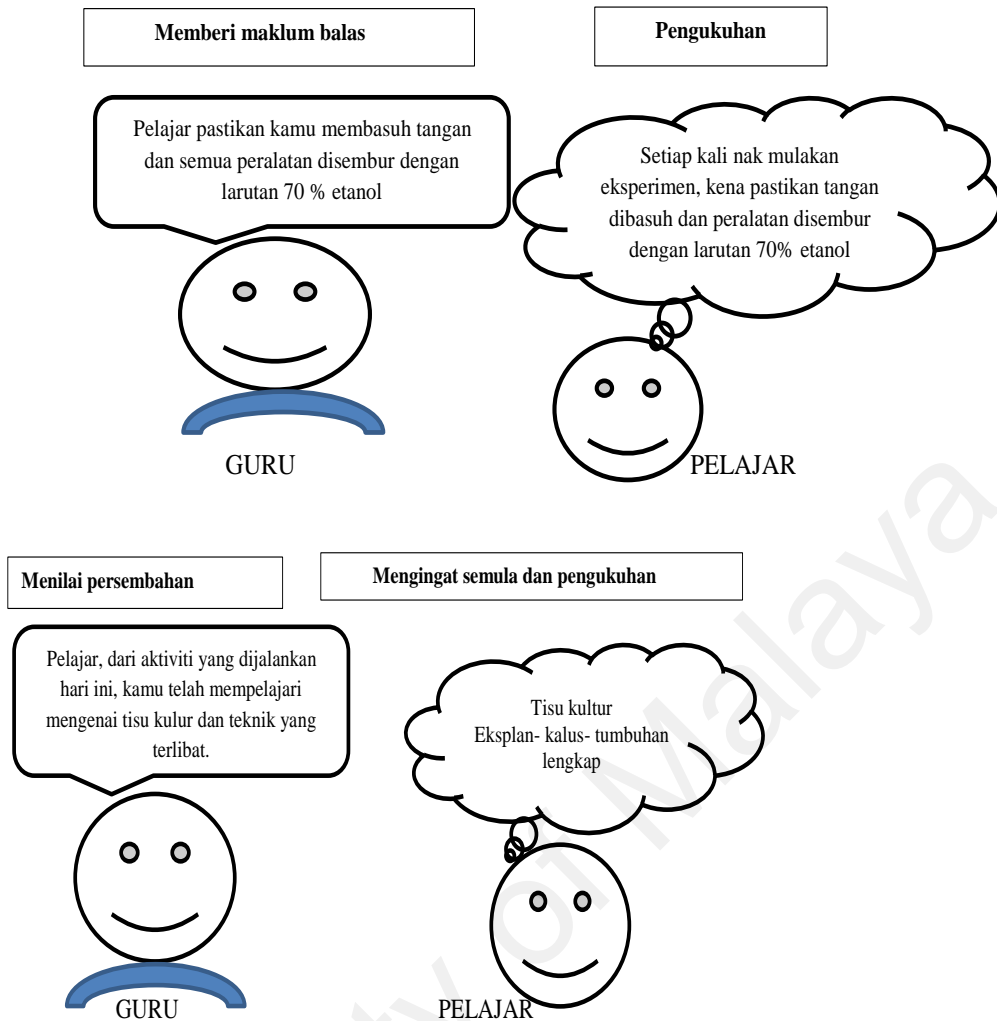 Memberi maklum balas
Pengukuhan
Pelajar pastikan kamu membasuh tangan
dan semua peralatan disembur dengan
larutan 70 % etanol
Setiap kali nak mulakan
eksperimen, kena pastikan tangan
dibasuh dan peralatan disembur
dengan larutan 70% etanol
GURU
PELAJAR
Menilai persembahan
Mengingat semula dan pengukuhan
Pelajar, dari aktiviti yang dijalankan
hari ini, kamu telah mempelajari
mengenai tisu kulur dan teknik yang
terlibat.
Tisu kultur
Eksplan- kalus- tumbuhan
lengkap
GURU
PELAJAR
of Malaya